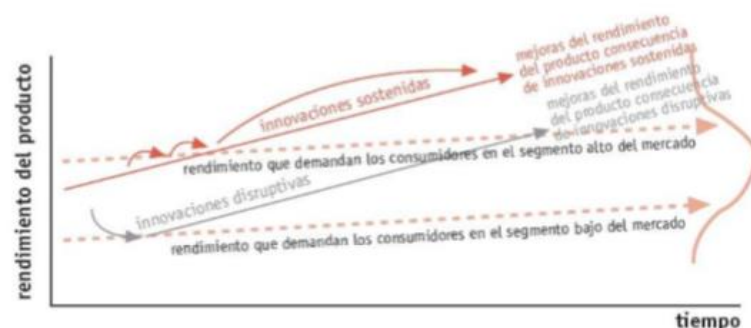 mejoras del rendimiento
del producto consecuencia
de innovaciones sostenidas
mejoras del rendimiento
del producto consecuencia
de innovaciones disruptivas
innovaciones sostenidas
rendimiento que demandan los consumidores en el segmento alto del mercado
innovaciones disruptivas
rendimiento que demandan los consumidores en el segmento bajo del mercado
rendimiento del producto
tiempo